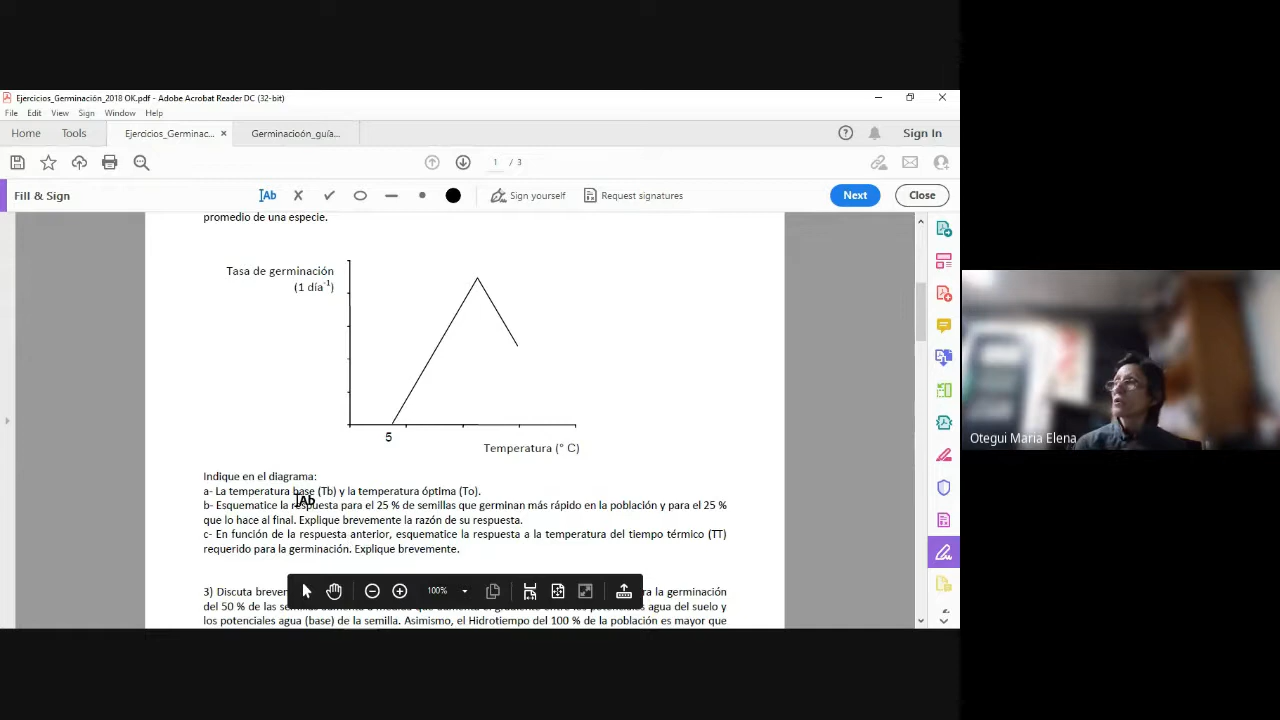 Ejercicios_Germinación_2018 OK.pdf - Adobe Acrobat Reader DC (32-bit)
File Edit View Sign Window Help
Home Tools Ejercicios_Germinac... × Germinacioón_guía... Sign In
1 / 3
Fill & Sign Ab Sign yourself Request signatures Next Close
promedio de una especie.
Tasa de germinación
(1 día-1)
5
Temperatura (° C)
Indique en el diagrama:
a- La temperatura base (Tb) y la temperatura óptima (To).
b- Esquematice la respuesta para el 25 % de semillas que germinan más rápido en la población y para el 25 %
que lo hace al final. Explique brevemente la razón de su respuesta.
c- En función de la respuesta anterior, esquematice la respuesta a la temperatura del tiempo térmico (TT)
requerido para la germinación. Explique brevemente.
Ab
100%
3) Discuta breve ra la germinación
del 50 % de las agua del suelo y
los potenciales agua (base) de la semilla. Asimismo, el Hidrotiempo del 100 % de la población es mayor que
Otegui Maria Elena